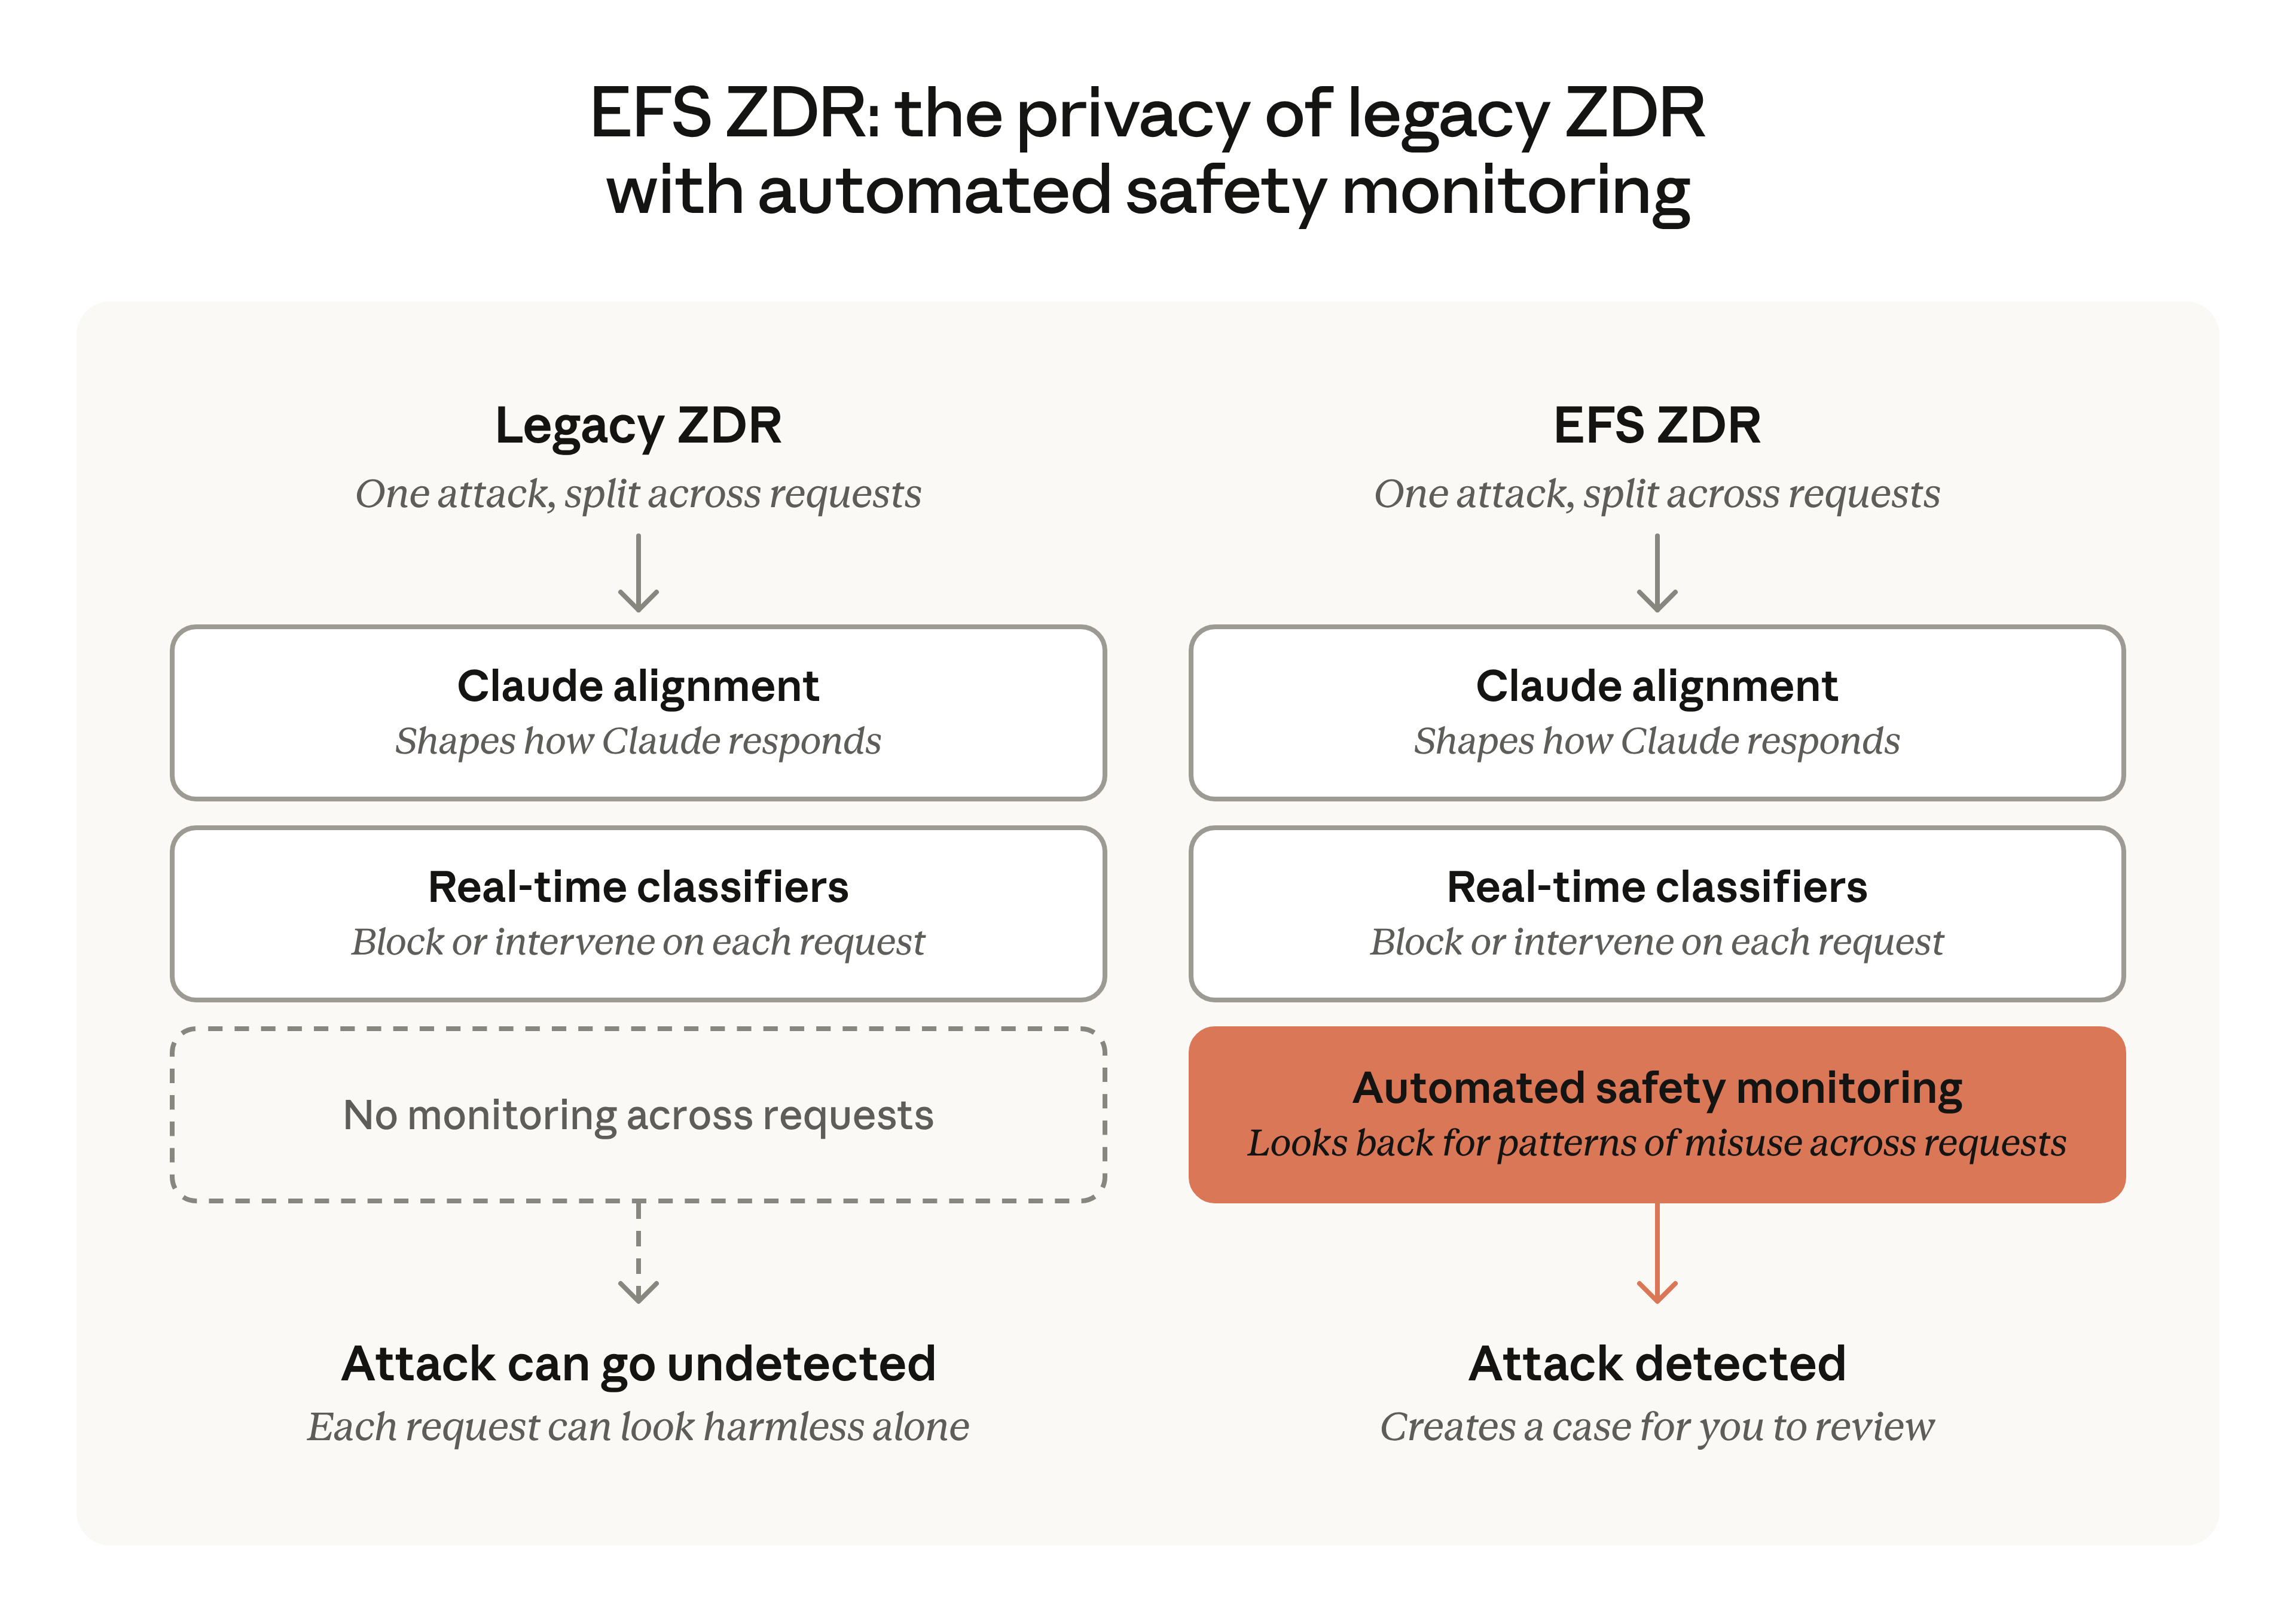 EFS ZDR: the privacy of legacy ZDR
with automated safety monitoring
Legacy ZDR
One attack, split across requests
Claude alignment
Shapes how Claude responds
Real-time classifiers
Block or intervene on each request
No monitoring across requests
Attack can go undetected
Each request can look harmless alone
EFS ZDR
One attack, split across requests
Claude alignment
Shapes how Claude responds
Real-time classifiers
Block or intervene on each request
Automated safety monitoring
Looks back for patterns of misuse across requests
Attack detected
Creates a case for you to review